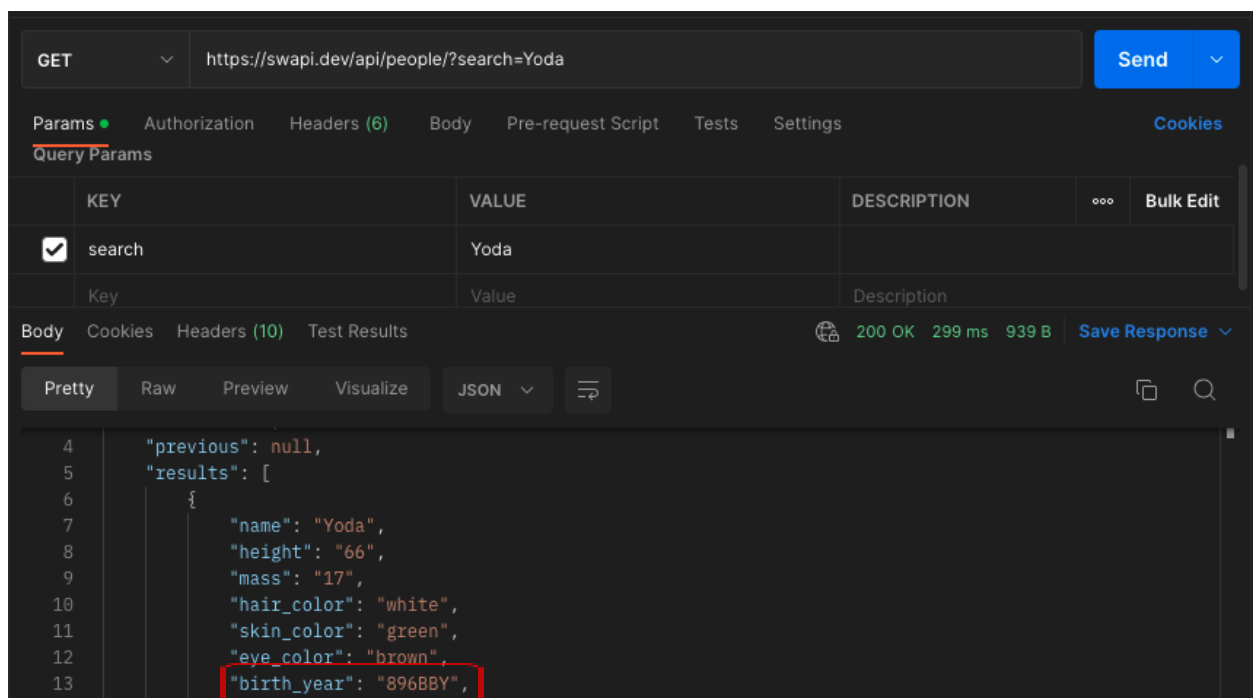 GET https://swapi.dev/api/people/?search=Yoda Send
Params Authorization Headers (6) Body Pre-request Script Tests Settings Cookies
Query Params
KEY VALUE DESCRIPTION ooo Bulk Edit
search Yoda
Key Value Description
Body Cookies Headers (10) Test Results 200 OK 299 ms 939 B Save Response
Pretty Raw Preview Visualize JSON
4 "previous": null,
5 "results": [
6 {
7 "name": "Yoda",
8 "height": "66",
9 "mass": "17",
10 "hair_color": "white",
11 "skin_color": "green",
12 "eye_color": "brown",
13 "birth_year": "896BBY",